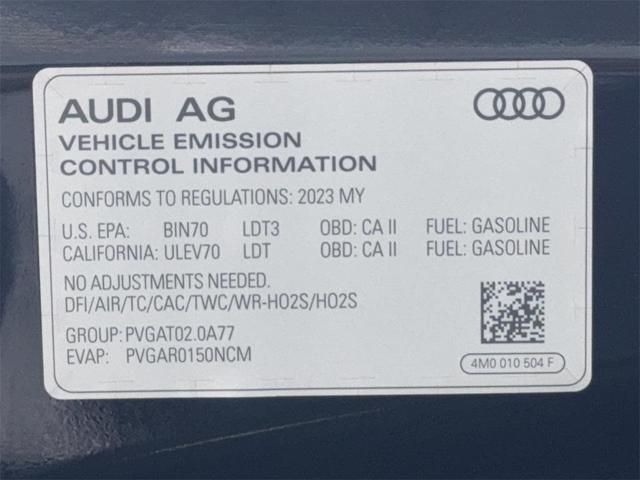 AUDI AG
VEHICLE EMISSION
CONTROL INFORMATION
CONFORMS TO REGULATIONS: 2023 MY
U.S. EPA: BIN70 LDT3 OBD: CA II FUEL: GASOLINE
CALIFORNIA: ULEV70 LDT OBD: CA II FUEL: GASOLINE
NO ADJUSTMENTS NEEDED.
DFI/AIR/TC/CAC/TWC/WR-HO2S/HO2S
GROUP: PVGAT02.0A77
EVAP: PVGAR0150NCM
4M0 010 504 F